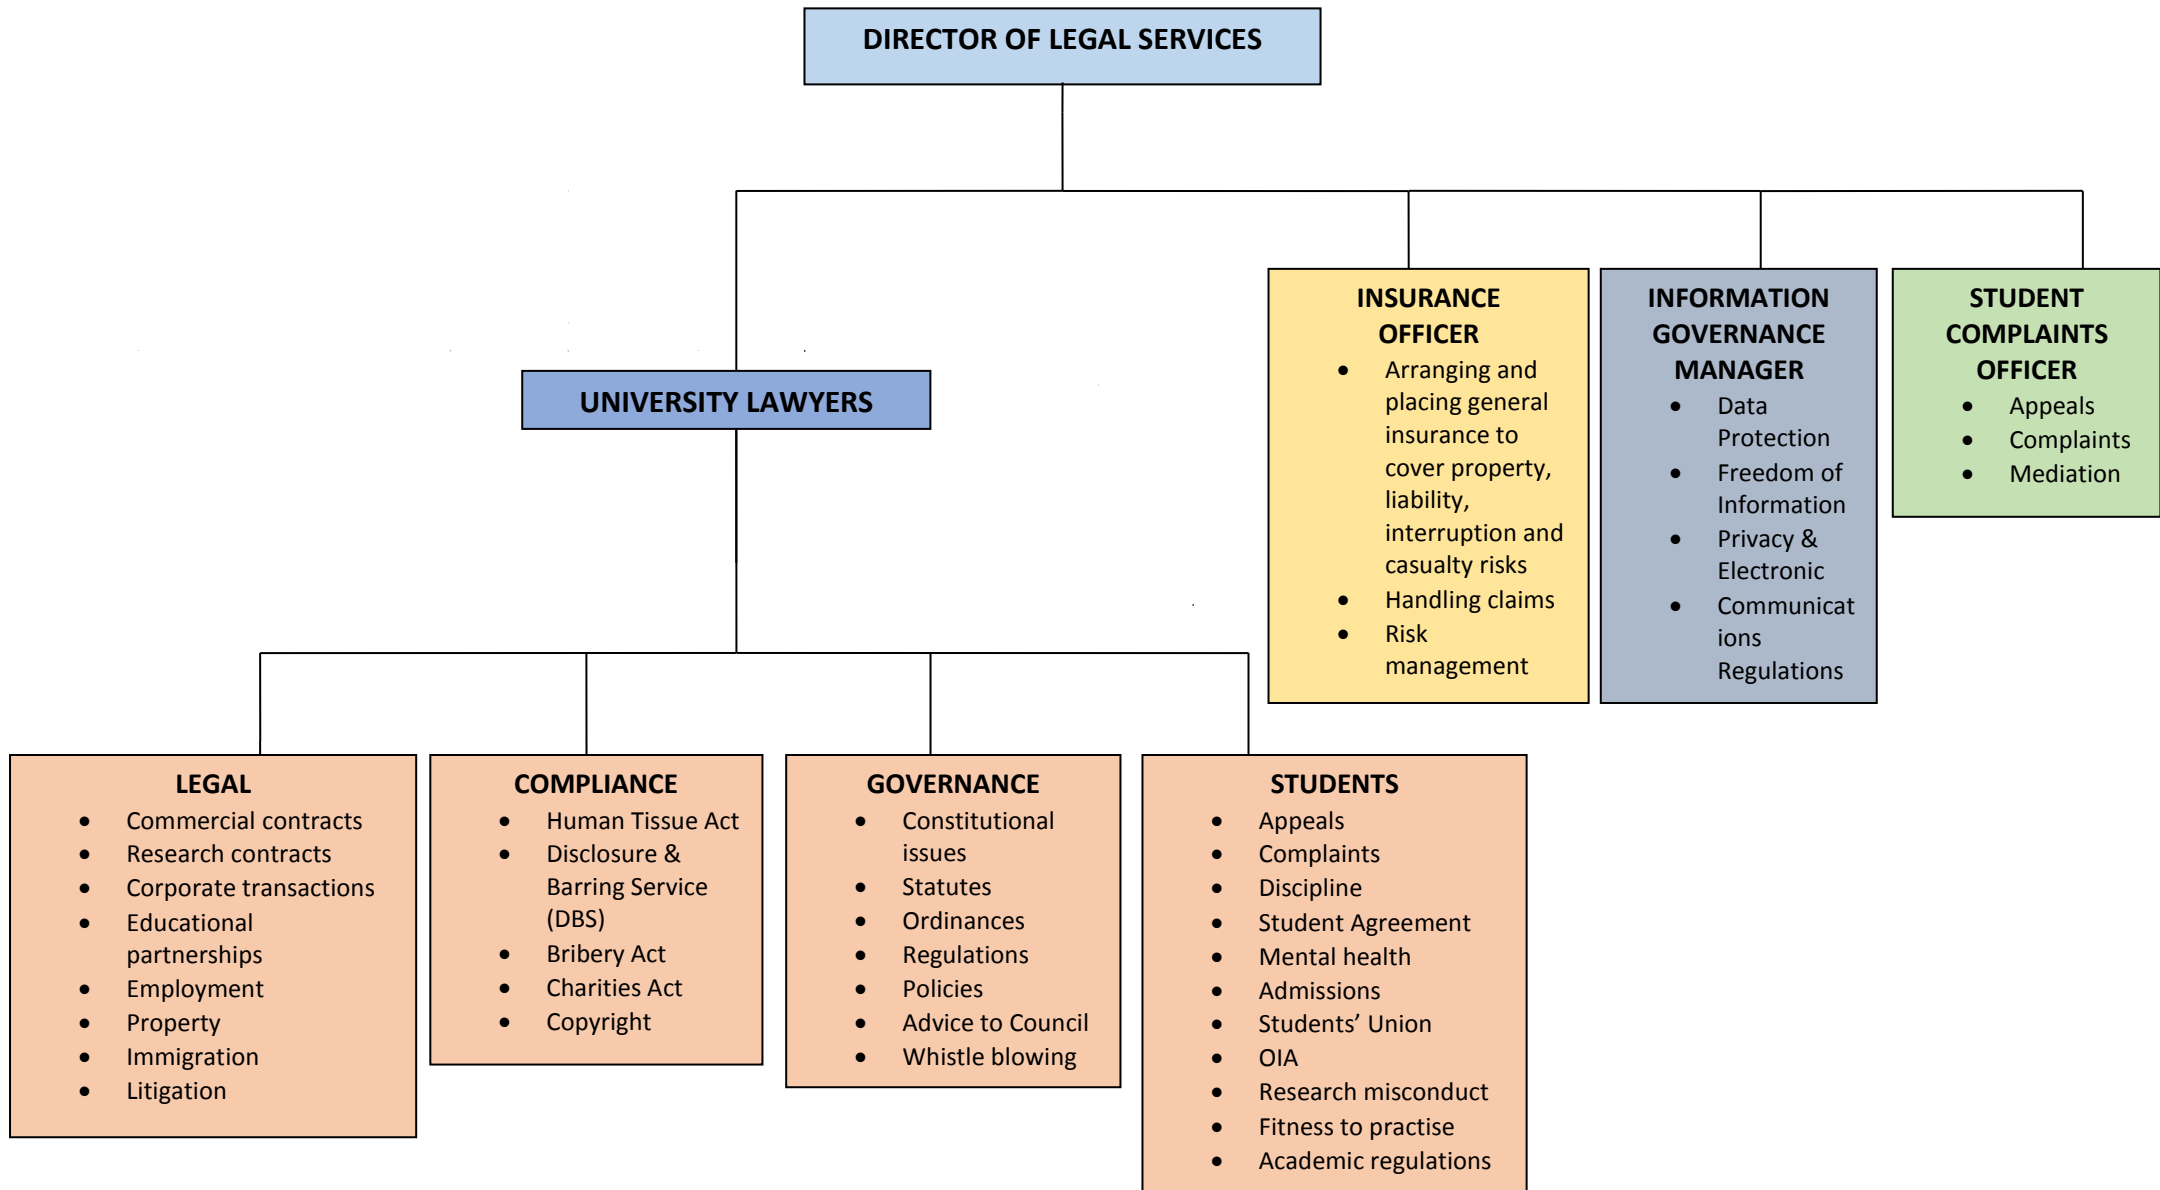 DIRECTOR OF LEGAL SERVICES
UNIVERSITY LAWYERS
INSURANCE
OFFICER
• Arranging and
placing general
insurance to
cover property,
liability,
interruption and
casualty risks
• Handling claims
• Risk
management
INFORMATION
GOVERNANCE
MANAGER
• Data
Protection
• Freedom of
Information
• Privacy &
Electronic
• Communicat
ions
Regulations
STUDENT
COMPLAINTS
OFFICER
• Appeals
• Complaints
• Mediation
LEGAL
• Commercial contracts
• Research contracts
• Corporate transactions
• Educational
partnerships
• Employment
• Property
• Immigration
• Litigation
COMPLIANCE
• Human Tissue Act
• Disclosure &
Barring Service
(DBS)
• Bribery Act
• Charities Act
• Copyright
GOVERNANCE
• Constitutional
issues
• Statutes
• Ordinances
• Regulations
• Policies
• Advice to Council
• Whistle blowing
STUDENTS
• Appeals
• Complaints
• Discipline
• Student Agreement
• Mental health
• Admissions
• Students’ Union
• OIA
• Research misconduct
• Fitness to practise
• Academic regulations